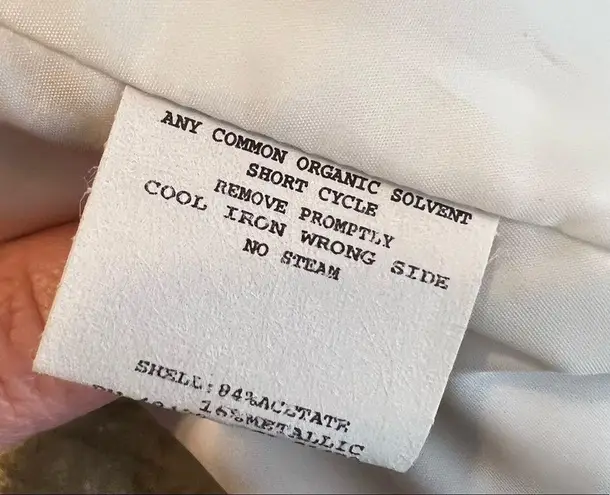 ANY COMMON ORGANIC SOLVENT
SHORT CYCLE
REMOVE PROMPTLY
COOL IRON WRONG SIDE
NO STEAM
SHELL:84%ACETATE
16%METALLIC